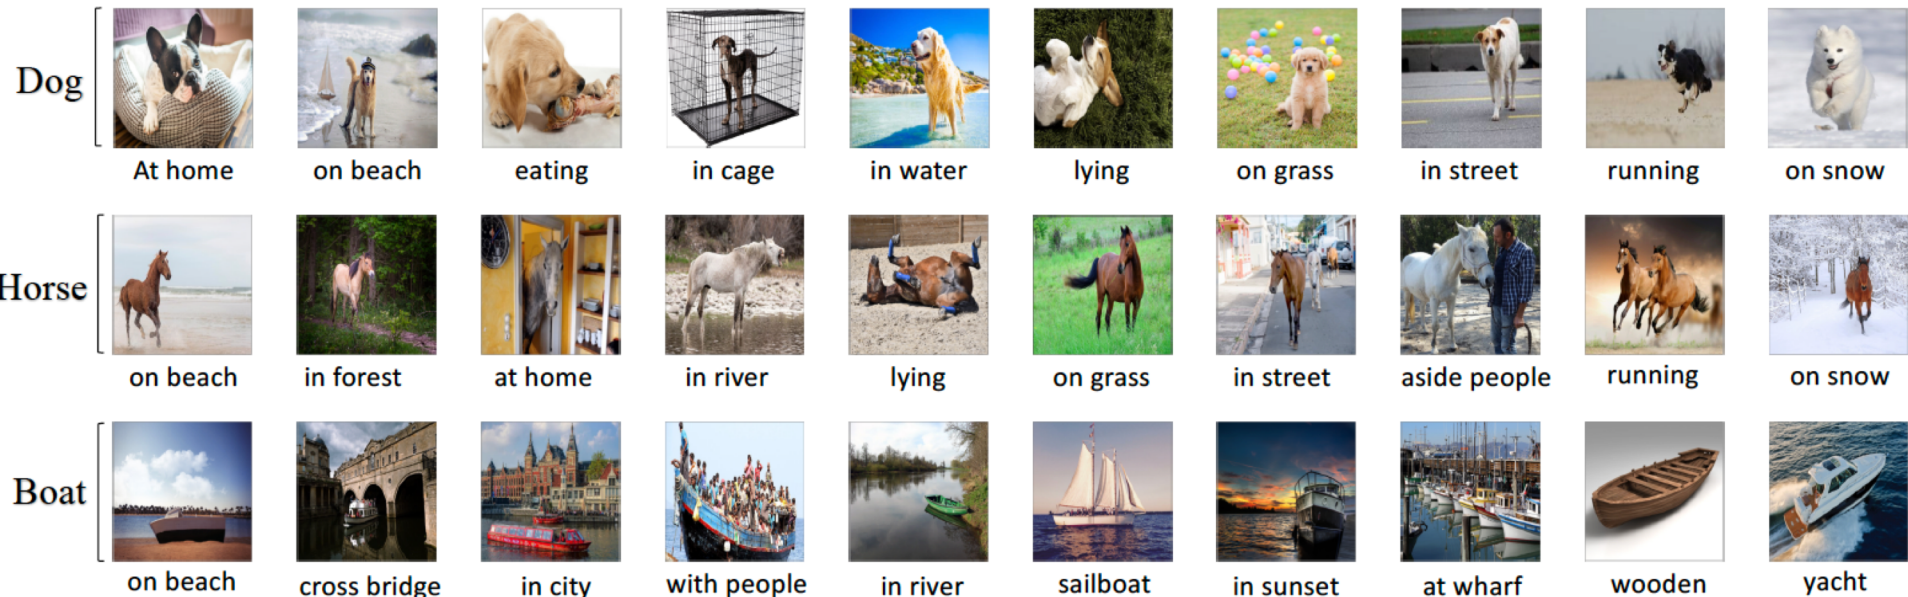 Dog
At home on beach eating in cage in water lying on grass in street running on snow
Horse
on beach in forest at home in river lying on grass in street aside people running on snow
Boat
on beach cross bridge in city with people in river sailboat in sunset at wharf wooden yacht